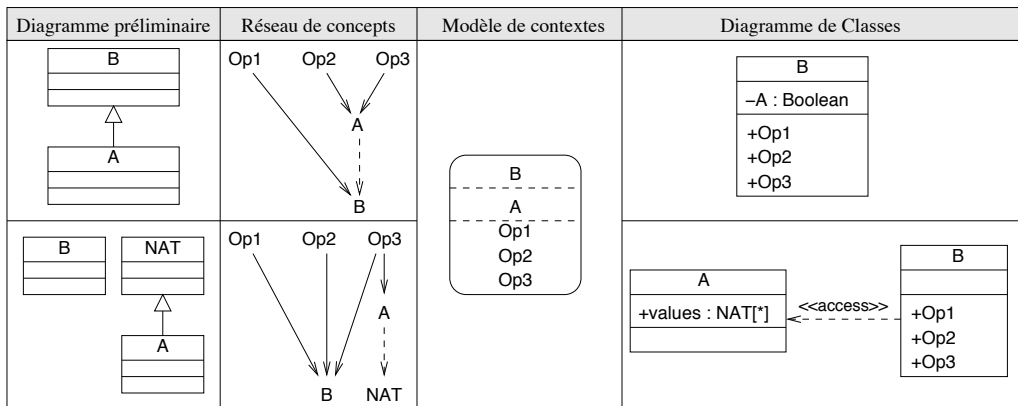 Diagramme préliminaire Réseau de concepts Modèle de contextes Diagramme de Classes
B
A
Op1 Op2 Op3
A
B
B
A
Op1
Op2
Op3
B
–A : Boolean
+Op1
+Op2
+Op3
B NAT
A
Op1 Op2 Op3
A
B NAT
A
+values : NAT[*]
<<access>>
B
+Op1
+Op2
+Op3